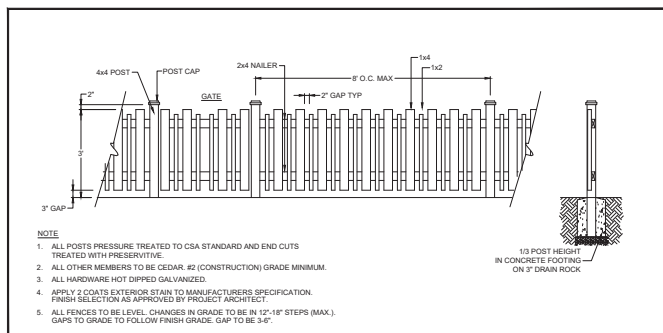 4x4 POST
POST CAP
2x4 NAILER
1x4
1x2
8' O.C. MAX
2"
GATE
2" GAP TYP
3'
3" GAP
1/3 POST HEIGHT
IN CONCRETE FOOTING
ON 3" DRAIN ROCK
NOTE
1. ALL POSTS PRESSURE TREATED TO CSA STANDARD AND END CUTS
TREATED WITH PRESERVITIVE.
2. ALL OTHER MEMBERS TO BE CEDAR. #2 (CONSTRUCTION) GRADE MINIMUM.
3. ALL HARDWARE HOT DIPPED GALVANIZED.
4. APPLY 2 COATS EXTERIOR STAIN TO MANUFACTURERS SPECIFICATION.
FINISH SELECTION AS APPROVED BY PROJECT ARCHITECT.
5. ALL FENCES TO BE LEVEL. CHANGES IN GRADE TO BE IN 12"-18" STEPS (MAX.).
GAPS TO GRADE TO FOLLOW FINISH GRADE. GAP TO BE 3-6".